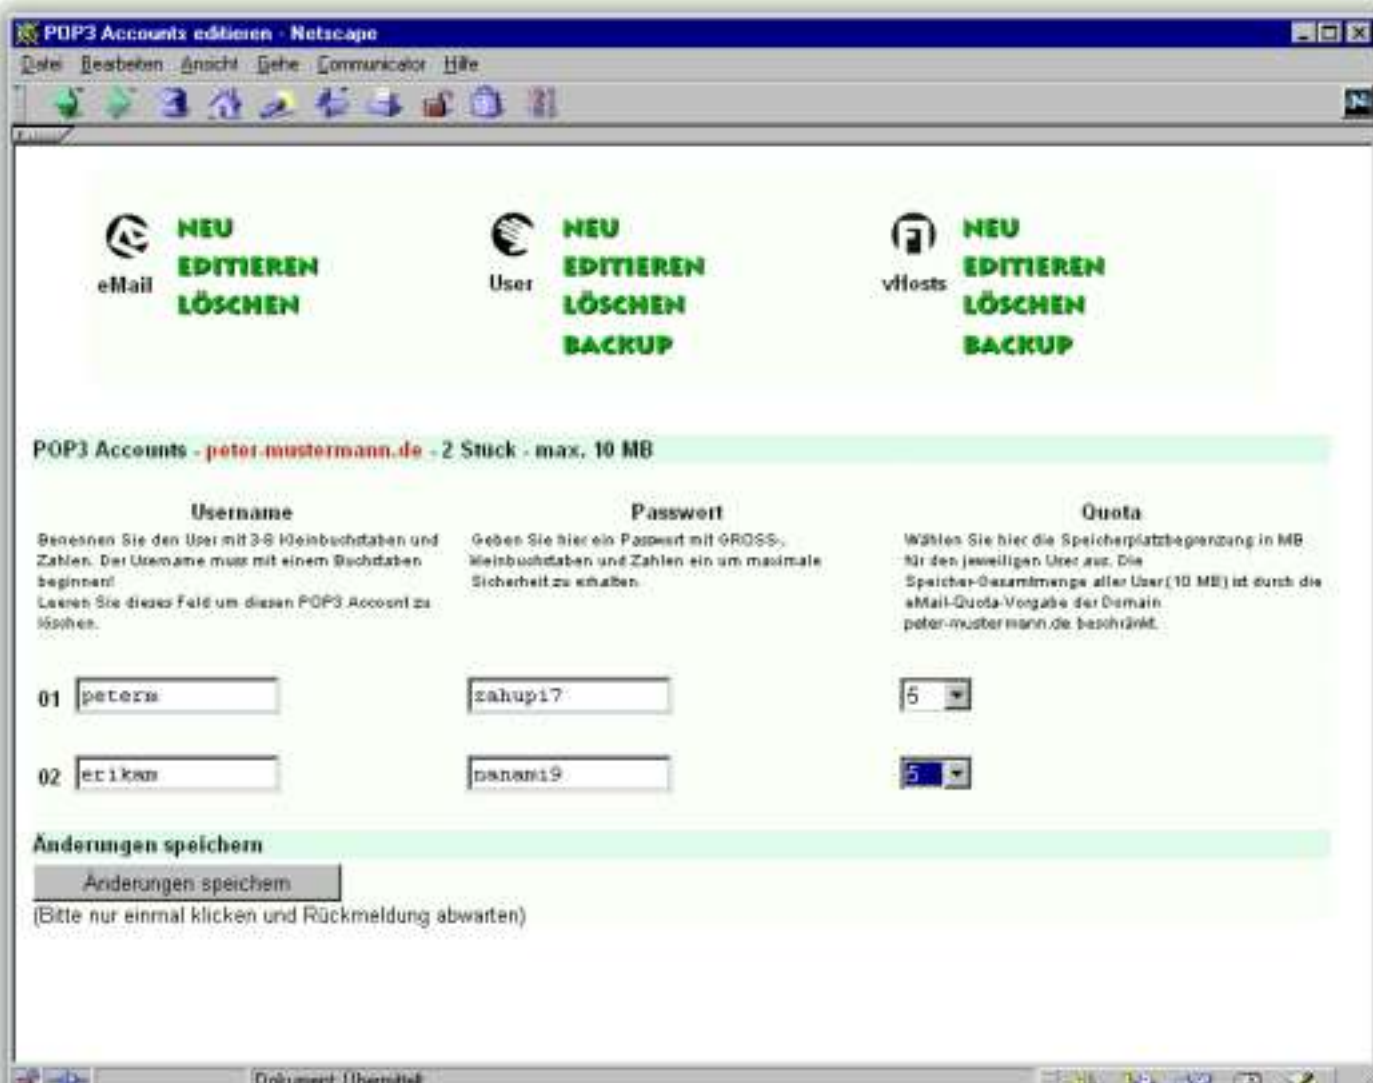 POP3 Accounts editieren - Netscape
Datei Bearbeiten Ansicht Gehe Communicator Hilfe
NEU
EDITIEREN
LÖSCHEN
eMail
NEU
EDITIEREN
LÖSCHEN
BACKUP
User
NEU
EDITIEREN
LÖSCHEN
BACKUP
vHosts
POP3 Accounts - peter-mustermann.de - 2 Stück - max. 10 MB
Username
Benennen Sie den User mit 3-8 Kleinbuchstaben und
Zahlen. Der Username muss mit einem Buchstaben
beginnen!
Leeren Sie dieses Feld um diesen POP3 Account zu
löschen.
Passwort
Geben Sie hier ein Passwort mit GROSS-,
kleinbuchstaben und Zahlen ein um maximale
Sicherheit zu erhalten.
Quota
Wählen Sie hier die Speicherplatzbegrenzung in MB
für den jeweiligen User aus. Die
Speicher-Gesamtmenge aller User (10 MB) ist durch die
eMail-Quota-Vorgabe der Domain
peter-mustermann.de beschränkt.
01 peterm zahupi7 5
02 erikam nanami9 5
Änderungen speichern
Änderungen speichern
(Bitte nur einmal klicken und Rückmeldung abwarten)
Dokument: Übermittelt